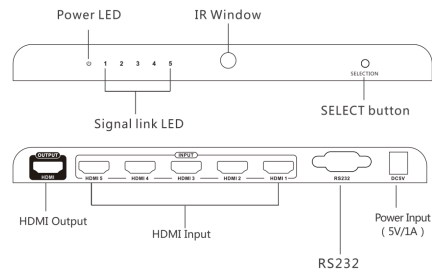 Power LED
IR Window
1 2 3 4 5
SELECTION
Signal link LED
SELECT button
OUTPUT
INPUT
HDMI
HDMI 5
HDMI 4
HDMI 3
HDMI 2
HDMI 1
RS232
DC5V
HDMI Output
HDMI Input
Power Input
( 5V/1A )
RS232